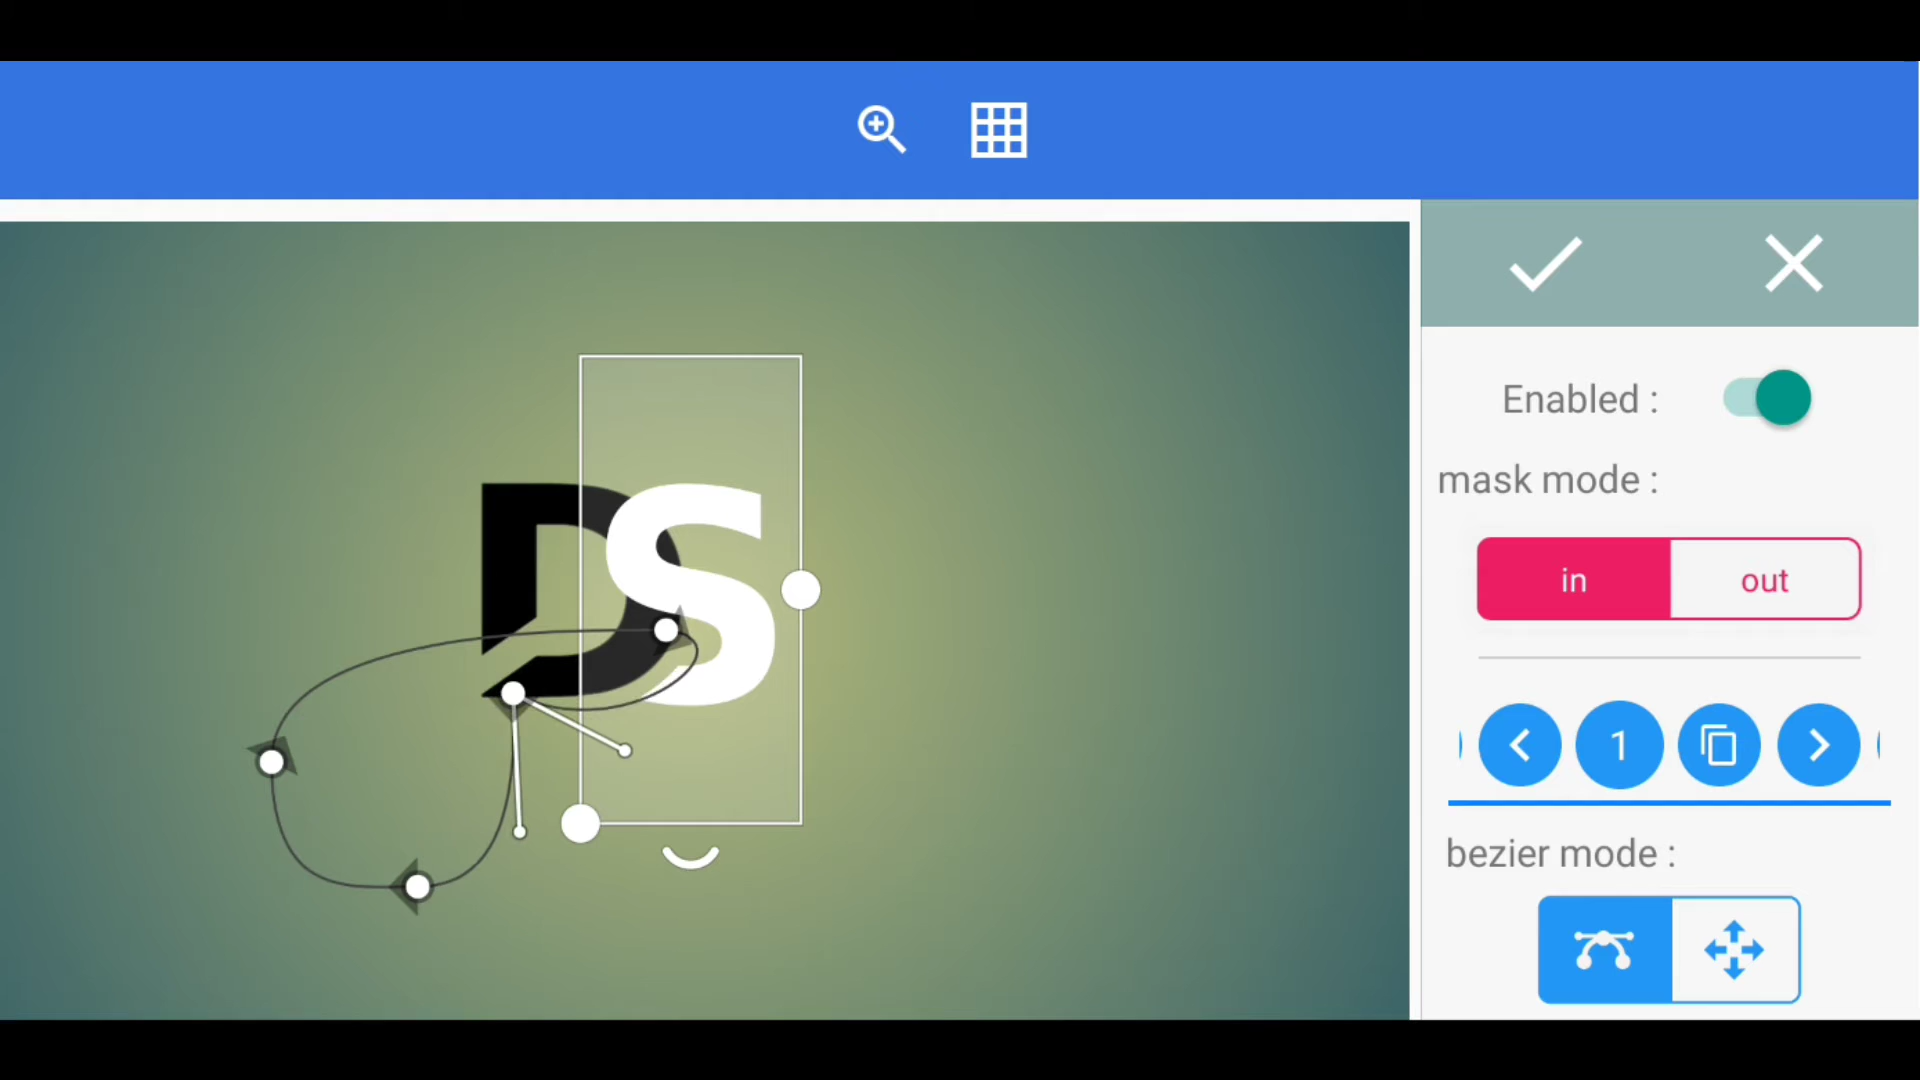 DS
Enabled :
mask mode :
in out
1
bezier mode :